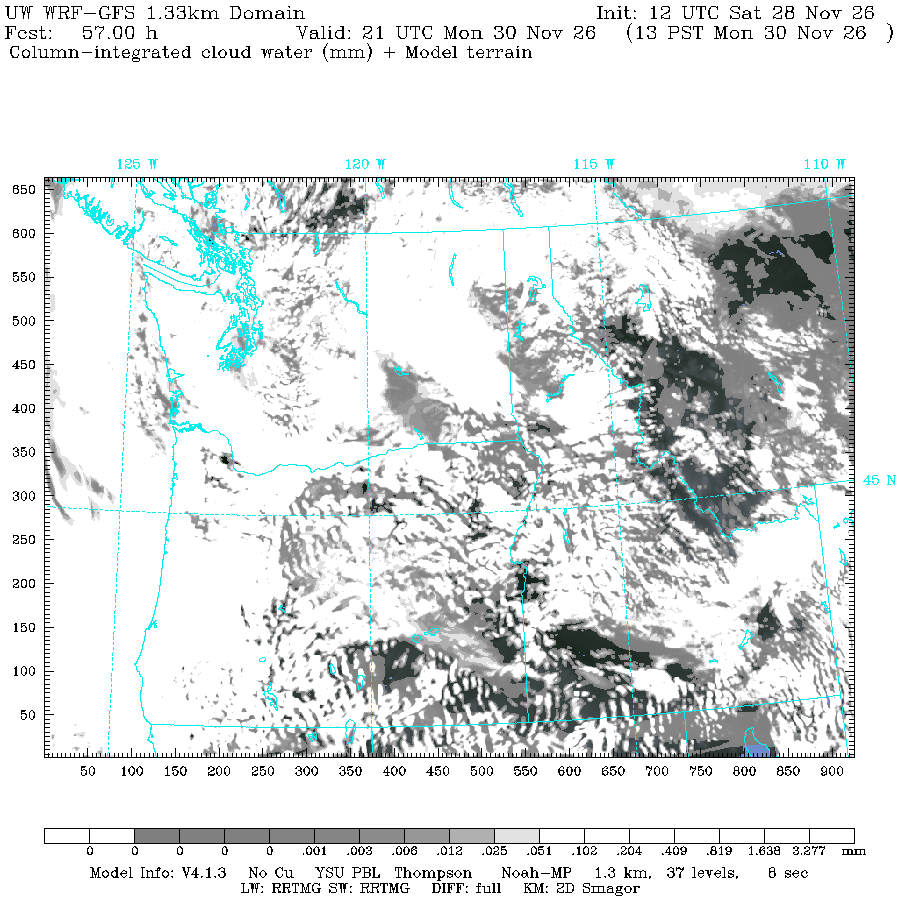 UW WRF-GFS 1.33km Domain Init: 12 UTC Sat 28 Nov 26
Fcst: 57.00 h Valid: 21 UTC Mon 30 Nov 26 (13 PST Mon 30 Nov 26 )
Column-integrated cloud water (mm) + Model terrain
125 W 120 W 115 W 110 W
650
600
550
500
450
400
350
45 N
300
250
200
150
100
50
50 100 150 200 250 300 350 400 450 500 550 600 650 700 750 800 850 900
0 0 0 0 0 .001 .003 .006 .012 .025 .051 .102 .204 .409 .819 1.638 3.277 mm
Model Info: V4.1.3 No Cu YSU PBL Thompson Noah-MP 1.3 km, 37 levels, 8 sec
LW: RRTMG SW: RRTMG DIFF: full KM: 2D Smagor